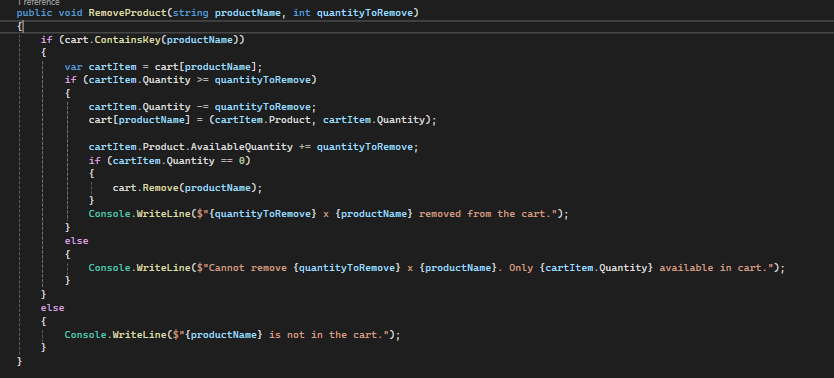 1 reference
public void RemoveProduct(string productName, int quantityToRemove)
{
if (cart.ContainsKey(productName))
{
var cartItem = cart[productName];
if (cartItem.Quantity >= quantityToRemove)
{
cartItem.Quantity -= quantityToRemove;
cart[productName] = (cartItem.Product, cartItem.Quantity);
cartItem.Product.AvailableQuantity += quantityToRemove;
if (cartItem.Quantity == 0)
{
cart.Remove(productName);
}
Console.WriteLine($"{quantityToRemove} x {productName} removed from the cart.");
}
else
{
Console.WriteLine($"Cannot remove {quantityToRemove} x {productName}. Only {cartItem.Quantity} available in cart.");
}
}
else
{
Console.WriteLine($"{productName} is not in the cart.");
}
}